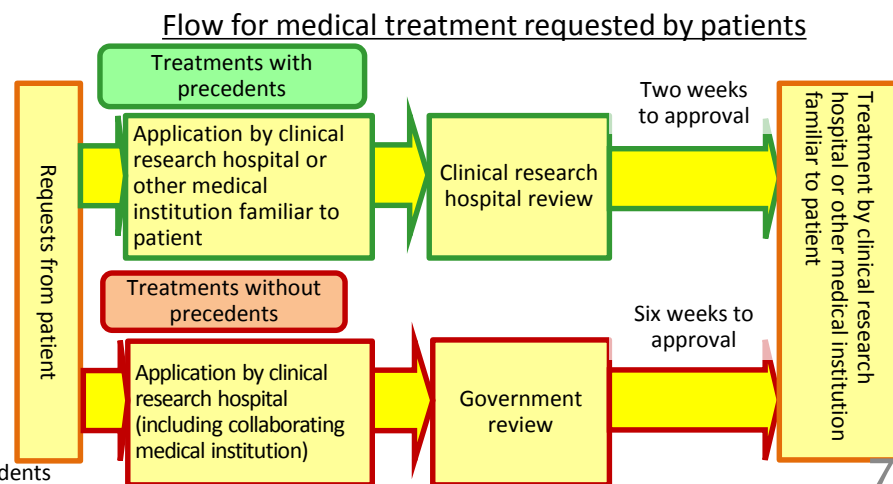 Flow for medical treatment requested by patients
Requests from patient
Treatments with
precedents
Application by clinical
research hospital or
other medical
institution familiar to
patient
Clinical research
hospital review
Two weeks
to approval
Treatments without
precedents
Application by clinical
research hospital
(including collaborating
medical institution)
Government
review
Six weeks to
approval
Treatment by clinical research
hospital or other medical institution
familiar to patient
dents
7